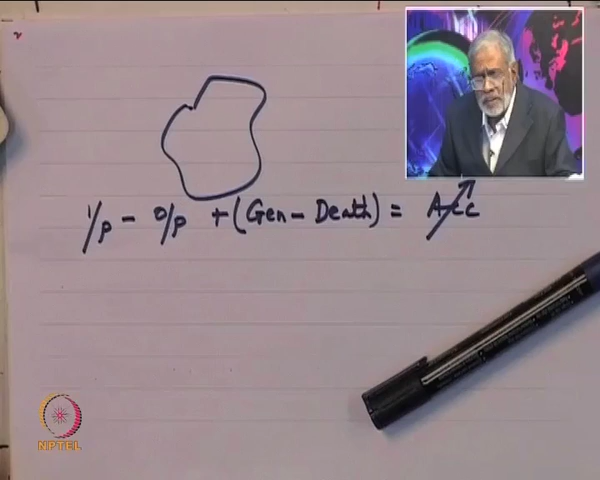 i/p - o/p + (Gen - Death) = Acc
NPTEL